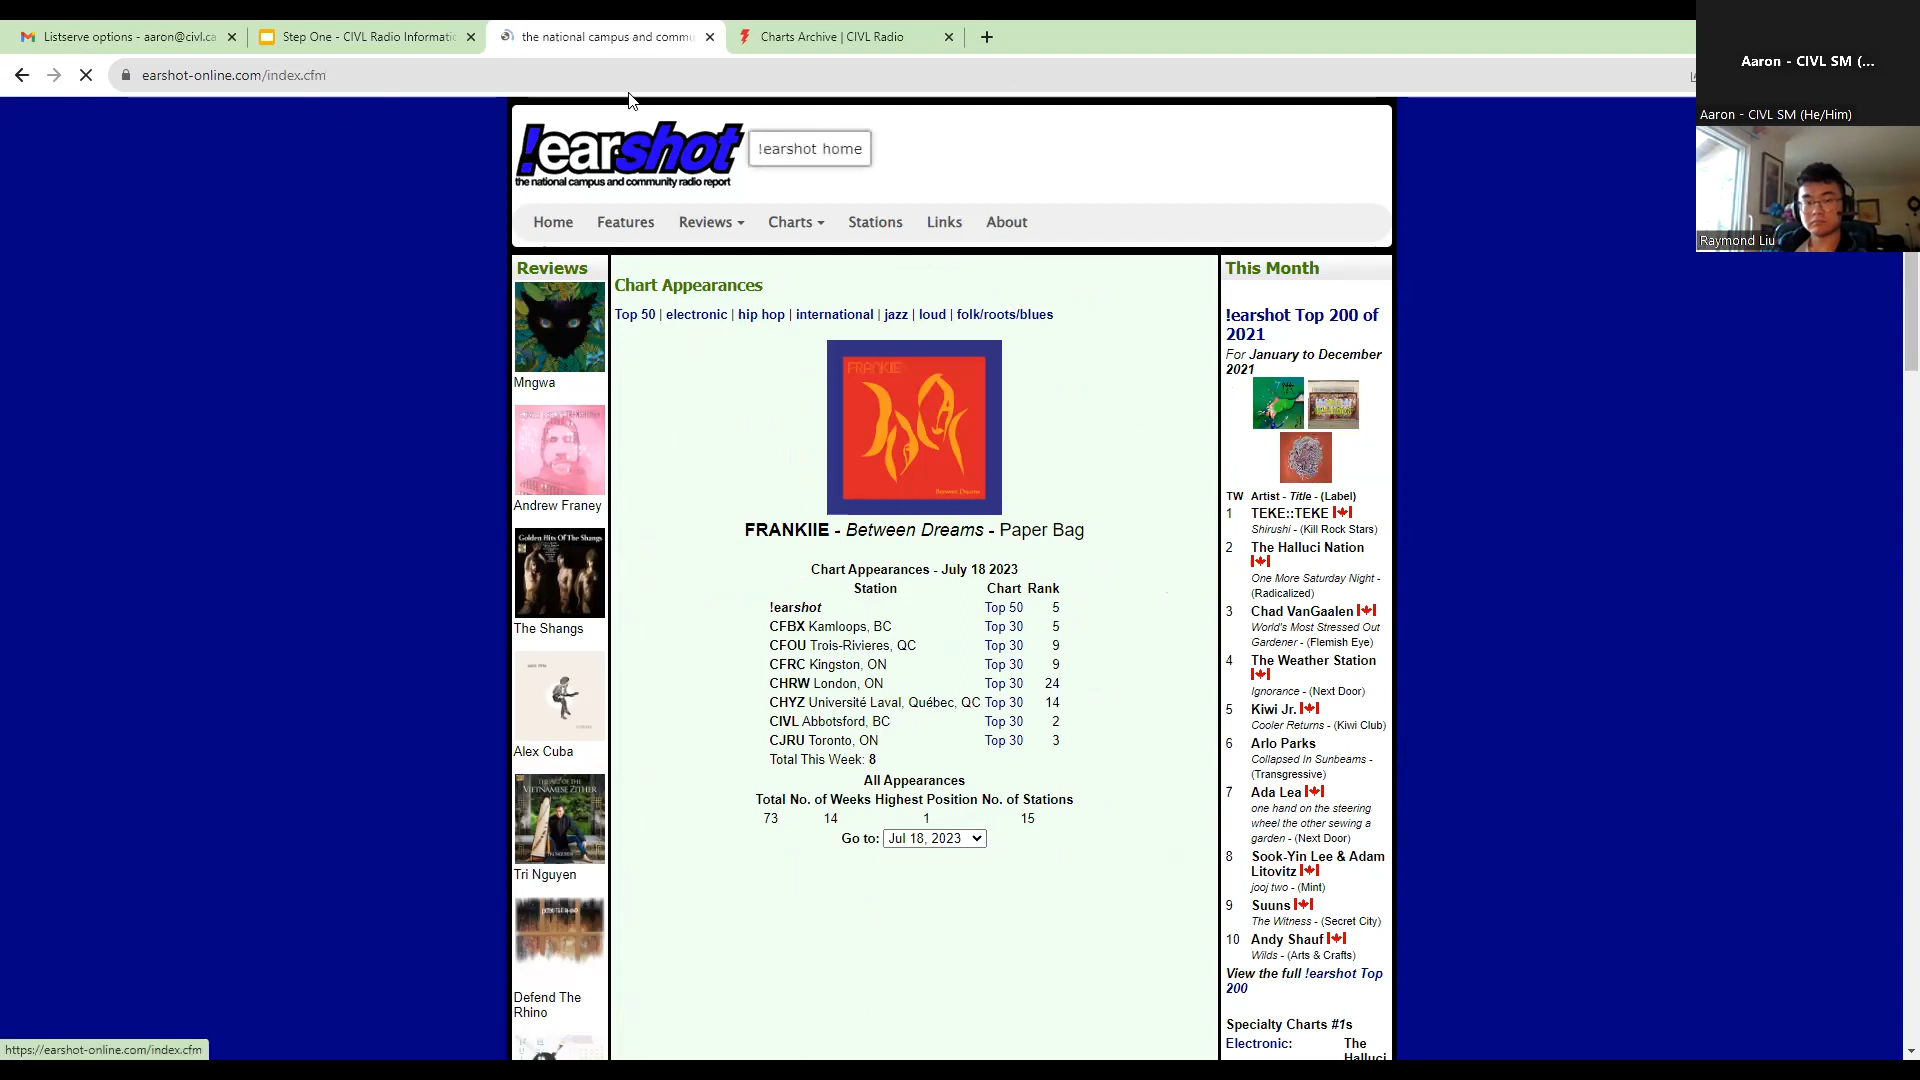 Listserve options - aaron@civl.ca
Step One - CIVL Radio Informatic
the national campus and commu
Charts Archive | CIVL Radio
earshot-online.com/index.cfm
Aaron - CIVL SM (...
Aaron - CIVL SM (He/Him)
Raymond Liu
!earshot
the national campus and community radio report
!earshot home
Home
Features
Reviews
Charts
Stations
Links
About
Reviews
Mngwa
Andrew Franey
Golden Hits Of The Shangs
The Shangs
Alex Cuba
VIETNAMESE ZITHER
Tri Nguyen
Defend The
Rhino
Chart Appearances
Top 50 | electronic | hip hop | international | jazz | loud | folk/roots/blues
FRANKIIE
Between Dreams
FRANKIIE - Between Dreams - Paper Bag
Chart Appearances - July 18 2023
Station Chart Rank
!earshot Top 50 5
CFBX Kamloops, BC Top 30 5
CFOU Trois-Rivieres, QC Top 30 9
CFRC Kingston, ON Top 30 9
CHRW London, ON Top 30 24
CHYZ Université Laval, Québec, QC Top 30 14
CIVL Abbotsford, BC Top 30 2
CJRU Toronto, ON Top 30 3
Total This Week: 8
All Appearances
Total No. of Weeks Highest Position No. of Stations
73 14 1 15
Go to: Jul 18, 2023
This Month
!earshot Top 200 of
2021
For January to December
2021
TW Artist - Title - (Label)
1 TEKE::TEKE
Shirushi - (Kill Rock Stars)
2 The Halluci Nation
One More Saturday Night -
(Radicalized)
3 Chad VanGaalen
World's Most Stressed Out
Gardener - (Flemish Eye)
4 The Weather Station
Ignorance - (Next Door)
5 Kiwi Jr.
Cooler Returns - (Kiwi Club)
6 Arlo Parks
Collapsed In Sunbeams -
(Transgressive)
7 Ada Lea
one hand on the steering
wheel the other sewing a
garden - (Next Door)
8 Sook-Yin Lee & Adam
Litovitz
jooj two - (Mint)
9 Suuns
The Witness - (Secret City)
10 Andy Shauf
Wilds - (Arts & Crafts)
View the full !earshot Top
200
Specialty Charts #1s
Electronic: The
Halluci
https://earshot-online.com/index.cfm